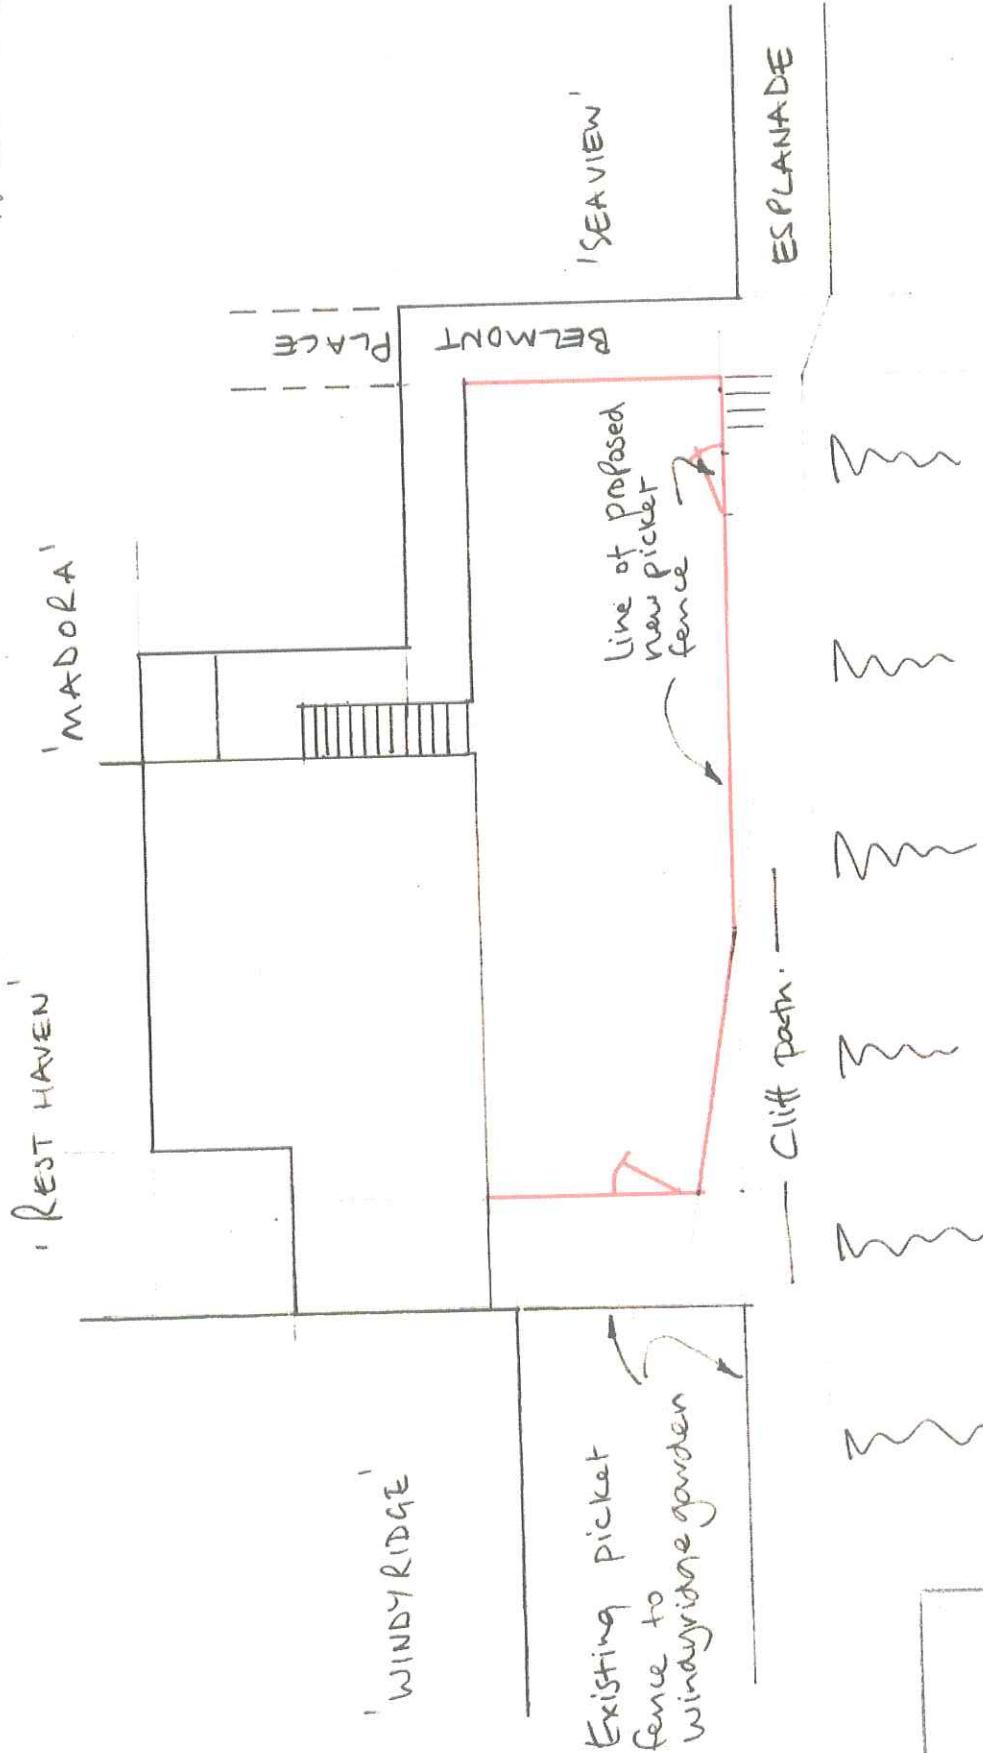 'REST HAVEN'
'MADORA'
'WINDYRIDGE'
PLACE
BELMONT
'SEAVIEW'
Existing picket
fence to
windyridge garden
Line of proposed
new picket
fence
Cliff path.
ESPLANADE